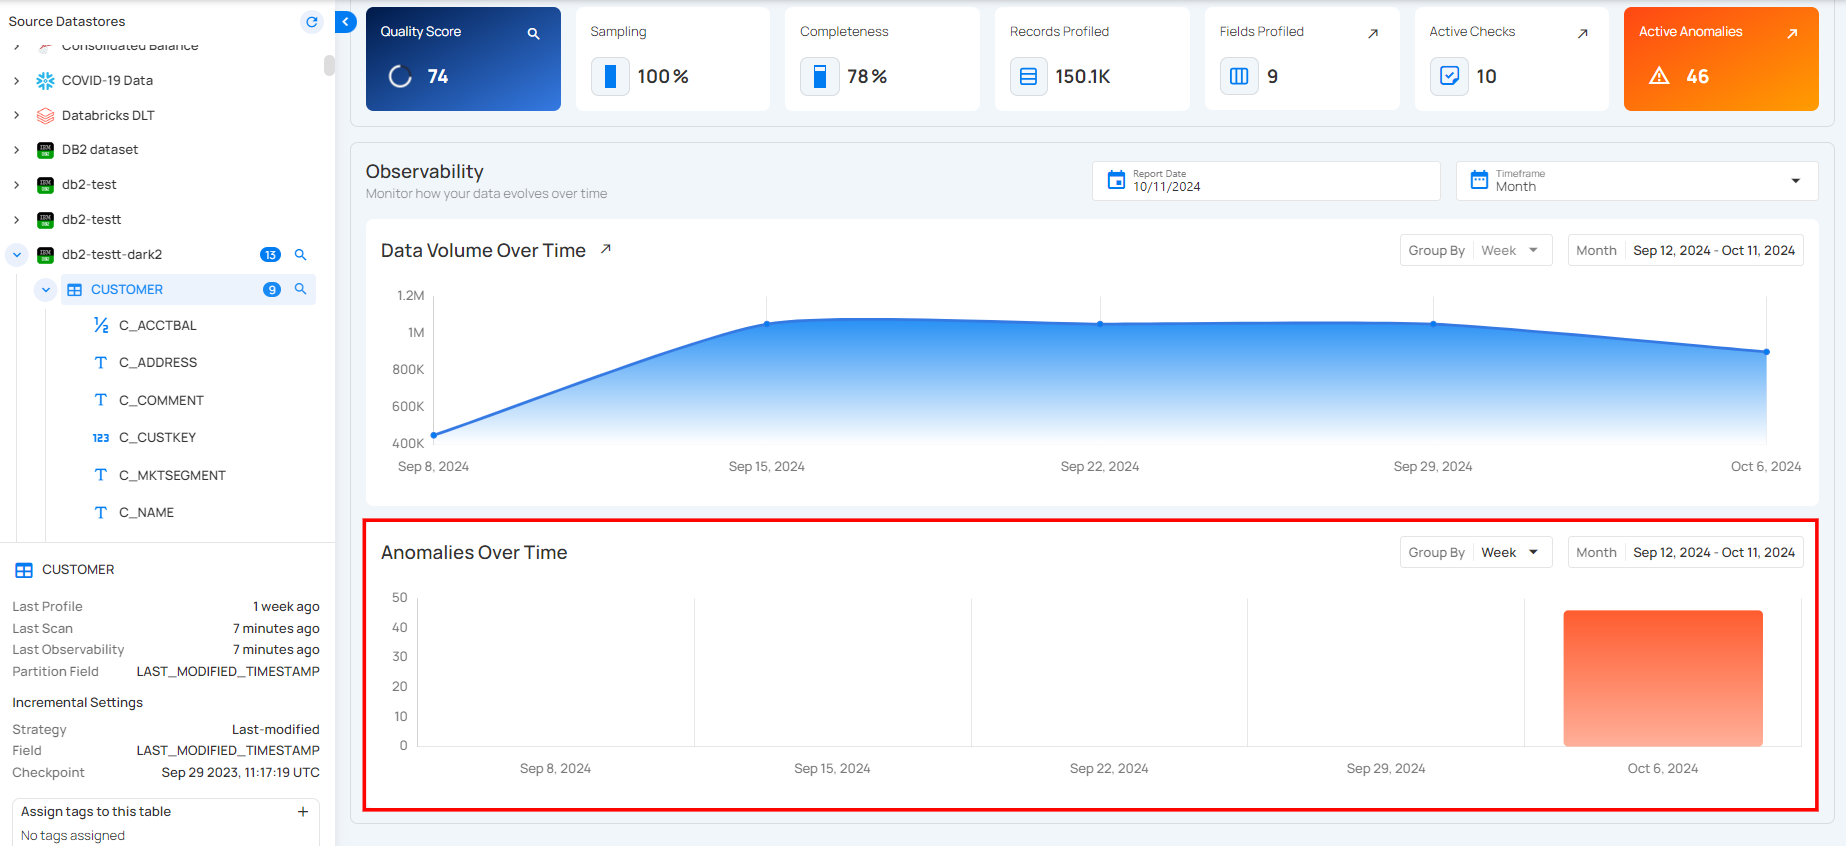 Source Datastores
Consolidated Balance
COVID-19 Data
Databricks DLT
DB2 dataset
db2-test
db2-testt
db2-testt-dark2 13
CUSTOMER 9
1/2 C_ACCTBAL
T C_ADDRESS
T C_COMMENT
123 C_CUSTKEY
T C_MKTSEGMENT
T C_NAME
CUSTOMER
Last Profile 1 week ago
Last Scan 7 minutes ago
Last Observability 7 minutes ago
Partition Field LAST_MODIFIED_TIMESTAMP
Incremental Settings
Strategy Last-modified
Field LAST_MODIFIED_TIMESTAMP
Checkpoint Sep 29 2023, 11:17:19 UTC
Assign tags to this table +
No tags assigned
Quality Score
74
Sampling
100%
Completeness
78%
Records Profiled
150.1K
Fields Profiled
9
Active Checks
10
Active Anomalies
46
Observability
Monitor how your data evolves over time
Report Date
10/11/2024
Timeframe
Month
Data Volume Over Time
Group By Week
Month Sep 12, 2024 - Oct 11, 2024
1.2M
1M
800K
600K
400K
Sep 8, 2024 Sep 15, 2024 Sep 22, 2024 Sep 29, 2024 Oct 6, 2024
Anomalies Over Time
Group By Week
Month Sep 12, 2024 - Oct 11, 2024
50
40
30
20
10
0
Sep 8, 2024 Sep 15, 2024 Sep 22, 2024 Sep 29, 2024 Oct 6, 2024